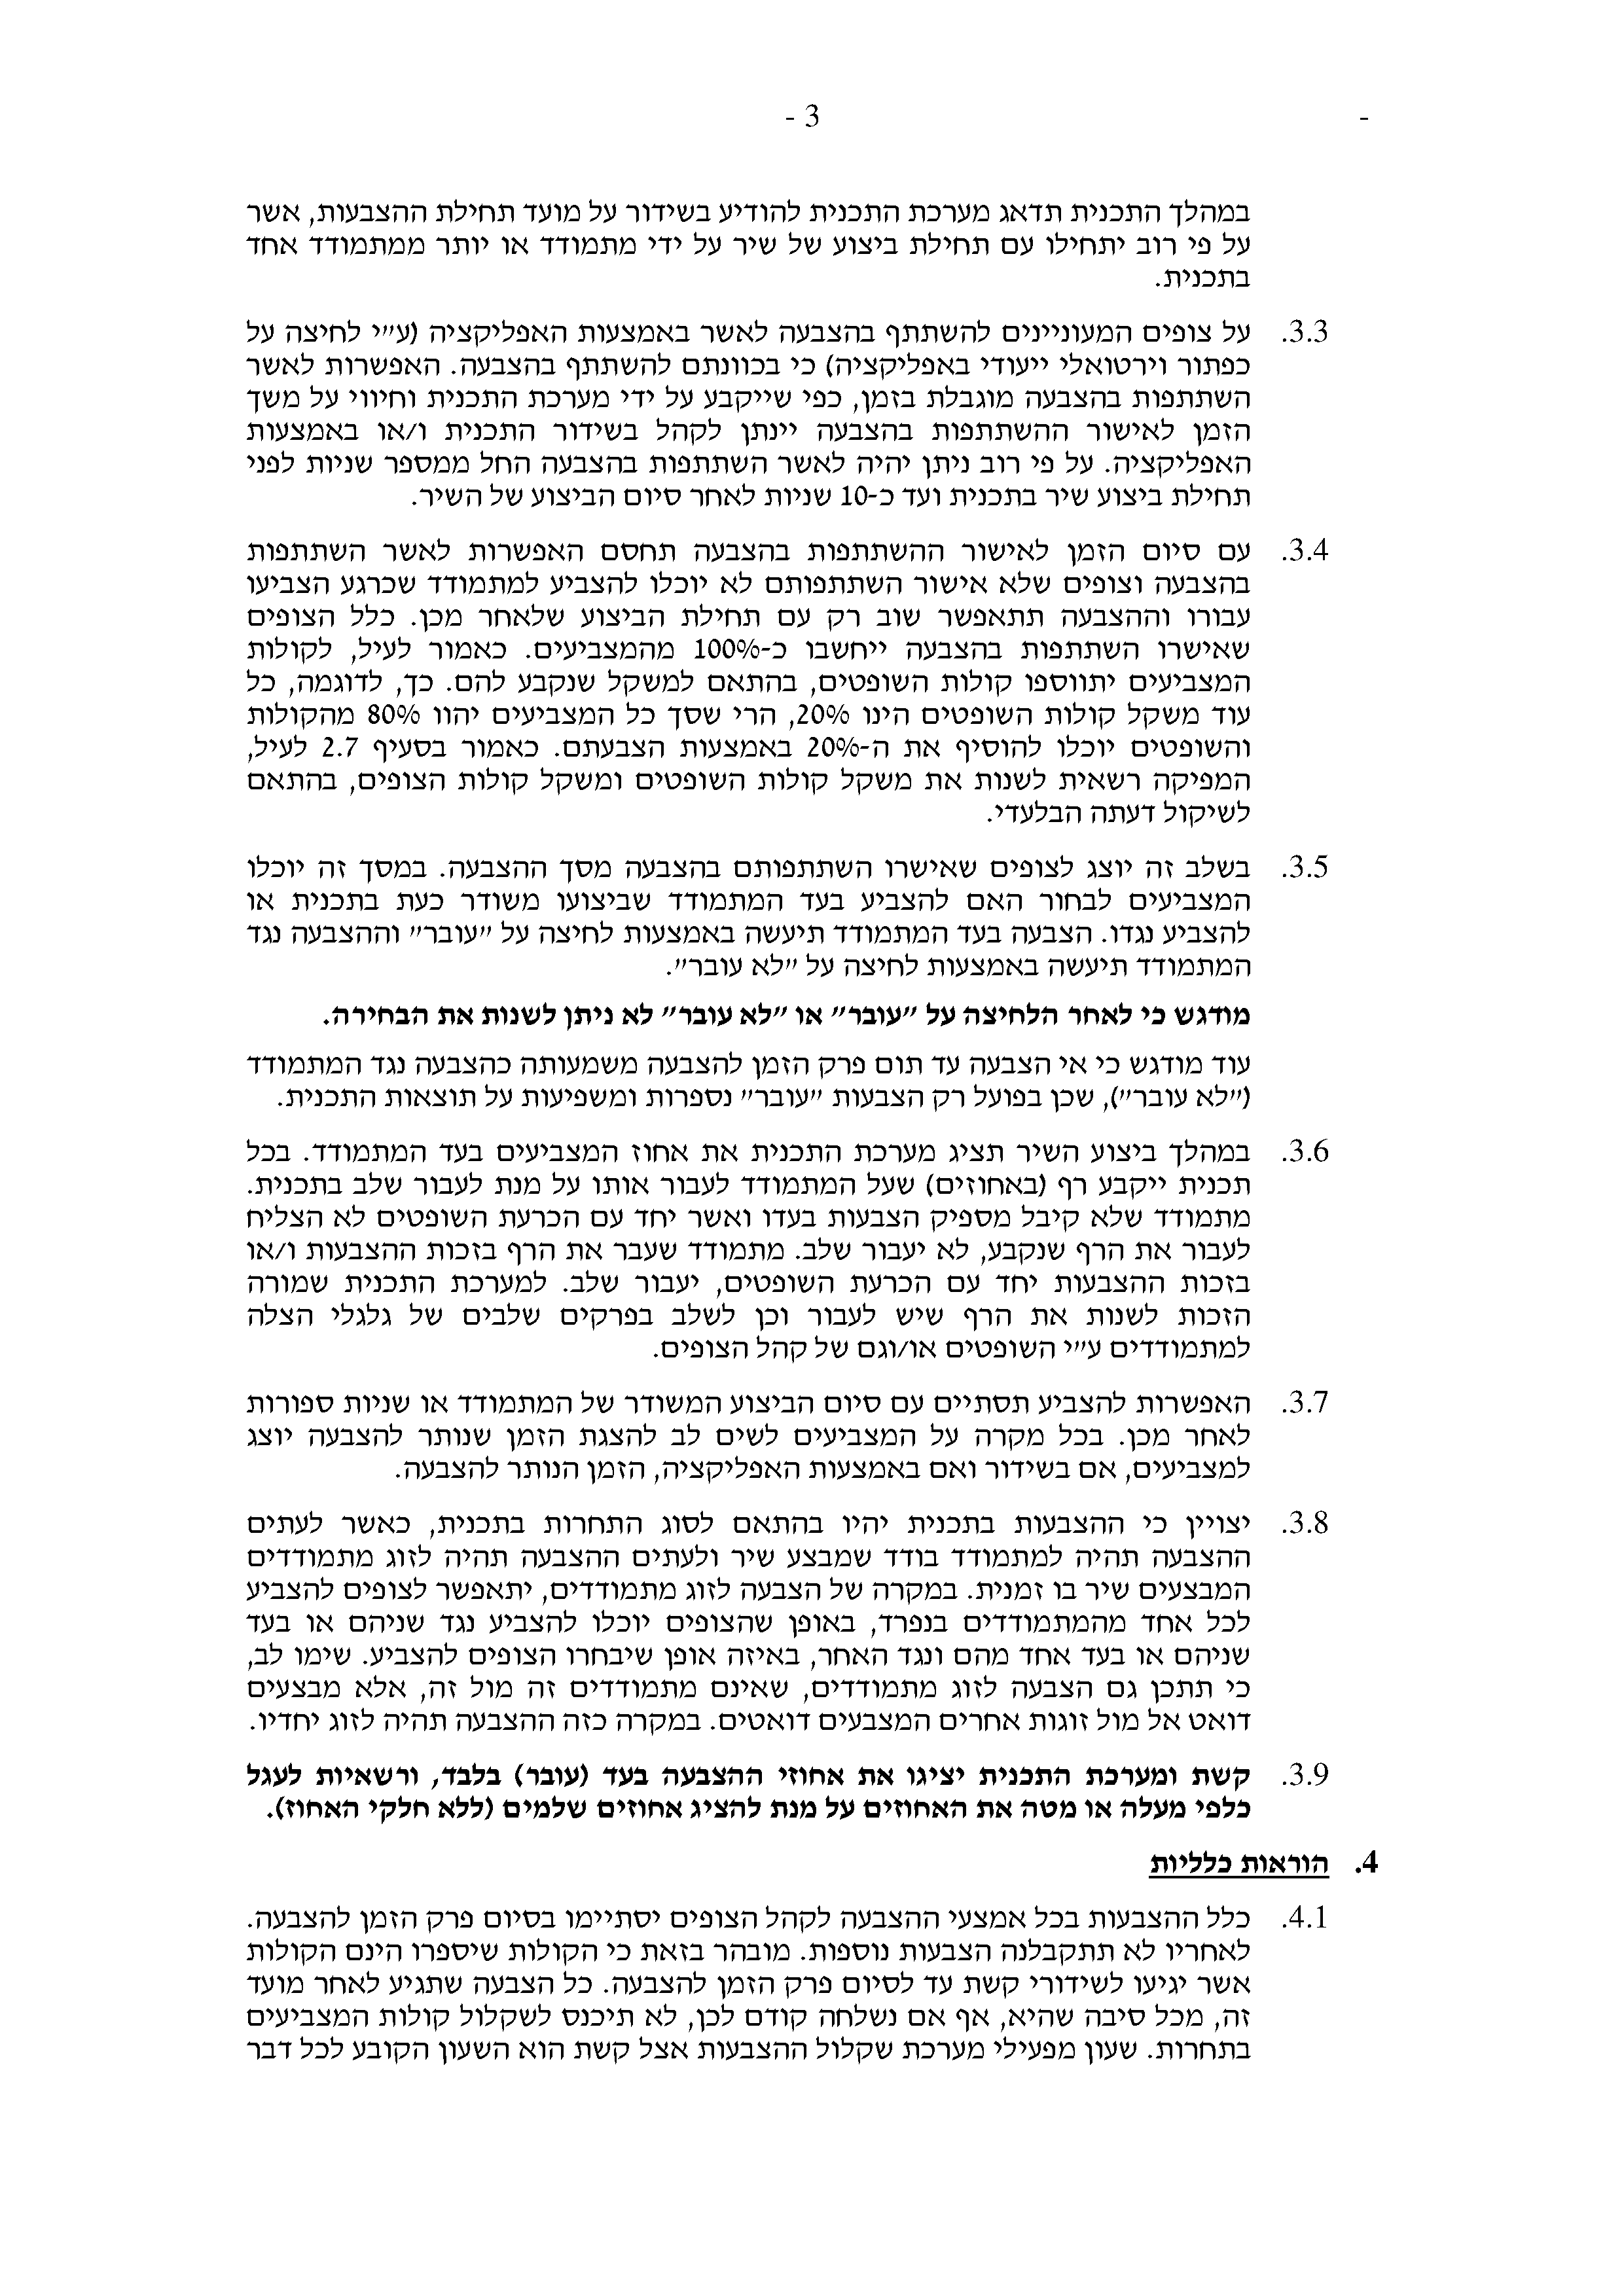 - 3 -
במהלך התכנית תדאג מערכת התכנית להודיע בשידור על מועד תחילת ההצבעות, אשר
על פי רוב יתחילו עם תחילת ביצוע של שיר על ידי מתמודד או יותר ממתמודד אחד
בתכנית.
3.3. על צופים המעוניינים להשתתף בהצבעה לאשר באמצעות האפליקציה (ע״י לחיצה על
כפתור וירטואלי ייעודי באפליקציה) כי בכוונתם להשתתף בהצבעה. האפשרות לאשר
השתתפות בהצבעה מוגבלת בזמן, כפי שייקבע על ידי מערכת התכנית וחיווי על משך
הזמן לאישור ההשתתפות בהצבעה יינתן לקהל בשידור התכנית ו/או באמצעות
האפליקציה. על פי רוב ניתן יהיה לאשר השתתפות בהצבעה החל ממספר שניות לפני
תחילת ביצוע שיר בתכנית ועד כ-10 שניות לאחר סיום הביצוע של השיר.
3.4. עם סיום הזמן לאישור ההשתתפות בהצבעה תחסם האפשרות לאשר השתתפות
בהצבעה וצופים שלא אישור השתתפותם לא יוכלו להצביע למתמודד שכרגע הצביעו
עבורו וההצבעה תתאפשר שוב רק עם תחילת הביצוע שלאחר מכן. כלל הצופים
שאישרו השתתפות בהצבעה ייחשבו כ-100% מהמצביעים. כאמור לעיל, לקולות
המצביעים יתווספו קולות השופטים, בהתאם למשקל שנקבע להם. כך, לדוגמה, כל
עוד משקל קולות השופטים הינו 20%, הרי שסך כל המצביעים יהוו 80% מהקולות
והשופטים יוכלו להוסיף את ה-20% באמצעות הצבעתם. כאמור בסעיף 2.7 לעיל,
המפיקה רשאית לשנות את משקל קולות השופטים ומשקל קולות הצופים, בהתאם
לשיקול דעתה הבלעדי.
3.5. בשלב זה יוצג לצופים שאישרו השתתפותם בהצבעה מסך ההצבעה. במסך זה יוכלו
המצביעים לבחור האם להצביע בעד המתמודד שביצועו משודר כעת בתכנית או
להצביע נגדו. הצבעה בעד המתמודד תיעשה באמצעות לחיצה על ״עובר״ וההצבעה נגד
המתמודד תיעשה באמצעות לחיצה על ״לא עובר״.
מודגש כי לאחר הלחיצה על ״עובר״ או ״לא עובר״ לא ניתן לשנות את הבחירה.
עוד מודגש כי אי הצבעה עד תום פרק הזמן להצבעה משמעותה כהצבעה נגד המתמודד
(״לא עובר״), שכן בפועל רק הצבעות ״עובר״ נספרות ומשפיעות על תוצאות התכנית.
3.6. במהלך ביצוע השיר תציג מערכת התכנית את אחוז המצביעים בעד המתמודד. בכל
תכנית ייקבע רף (באחוזים) שעל המתמודד לעבור אותו על מנת לעבור שלב בתכנית.
מתמודד שלא קיבל מספיק הצבעות בעדו ואשר יחד עם הכרעת השופטים לא הצליח
לעבור את הרף שנקבע, לא יעבור שלב. מתמודד שעבר את הרף בזכות ההצבעות ו/או
בזכות ההצבעות יחד עם הכרעת השופטים, יעבור שלב. למערכת התכנית שמורה
הזכות לשנות את הרף שיש לעבור וכן לשלב בפרקים שלבים של גלגלי הצלה
למתמודדים ע״י השופטים או/וגם של קהל הצופים.
3.7. האפשרות להצביע תסתיים עם סיום הביצוע המשודר של המתמודד או שניות ספורות
לאחר מכן. בכל מקרה על המצביעים לשים לב להצגת הזמן שנותר להצבעה יוצג
למצביעים, אם בשידור ואם באמצעות האפליקציה, הזמן הנותר להצבעה.
3.8. יצויין כי ההצבעות בתכנית יהיו בהתאם לסוג התחרות בתכנית, כאשר לעתים
ההצבעה תהיה למתמודד בודד שמבצע שיר ולעתים ההצבעה תהיה לזוג מתמודדים
המבצעים שיר בו זמנית. במקרה של הצבעה לזוג מתמודדים, יתאפשר לצופים להצביע
לכל אחד מהמתמודדים בנפרד, באופן שהצופים יוכלו להצביע נגד שניהם או בעד
שניהם או בעד אחד מהם ונגד האחר, באיזה אופן שיבחרו הצופים להצביע. שימו לב,
כי תתכן גם הצבעה לזוג מתמודדים, שאינם מתמודדים זה מול זה, אלא מבצעים
דואט אל מול זוגות אחרים המצבעים דואטים. במקרה כזה ההצבעה תהיה לזוג יחדיו.
3.9. קשת ומערכת התכנית יציגו את אחוזי ההצבעה בעד (עובר) בלבד, ורשאיות לעגל
כלפי מעלה או מטה את האחוזים על מנת להציג אחוזים שלמים (ללא חלקי האחוז).
4. הוראות כלליות
4.1. כלל ההצבעות בכל אמצעי ההצבעה לקהל הצופים יסתיימו בסיום פרק הזמן להצבעה.
לאחריו לא תתקבלנה הצבעות נוספות. מובהר בזאת כי הקולות שיספרו הינם הקולות
אשר יגיעו לשידורי קשת עד לסיום פרק הזמן להצבעה. כל הצבעה שתגיע לאחר מועד
זה, מכל סיבה שהיא, אף אם נשלחה קודם לכן, לא תיכנס לשקלול קולות המצביעים
בתחרות. שעון מפעילי מערכת שקלול ההצבעות אצל קשת הוא השעון הקובע לכל דבר